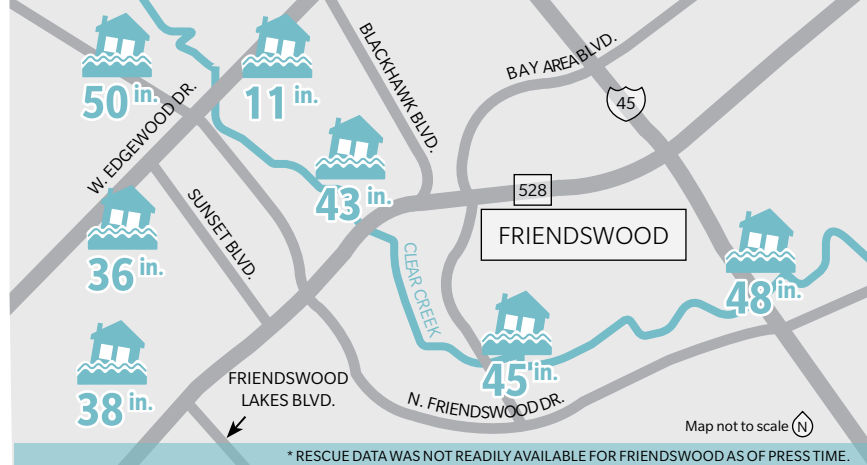 50 in.
11 in.
W. EDGEWOOD DR.
BLACKHAWK BLVD.
BAY AREA BLVD.
45
43 in.
528
FRIENDSWOOD
36 in.
SUNSET BLVD.
CLEAR CREEK
48 in.
45 in.
38 in.
FRIENDSWOOD
LAKES BLVD.
N. FRIENDSWOOD DR.
Map not to scale N
* RESCUE DATA WAS NOT READILY AVAILABLE FOR FRIENDSWOOD AS OF PRESS TIME.